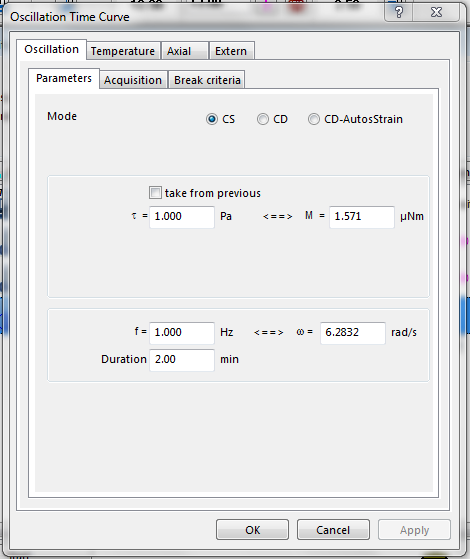 Oscillation Time Curve
Oscillation Temperature Axial Extern
Parameters Acquisition Break criteria
Mode CS CD CD-AutosStrain
take from previous
τ = 1.000 Pa <==> M = 1.571 µNm
f = 1.000 Hz <==> ω = 6.2832 rad/s
Duration 2.00 min
OK Cancel Apply